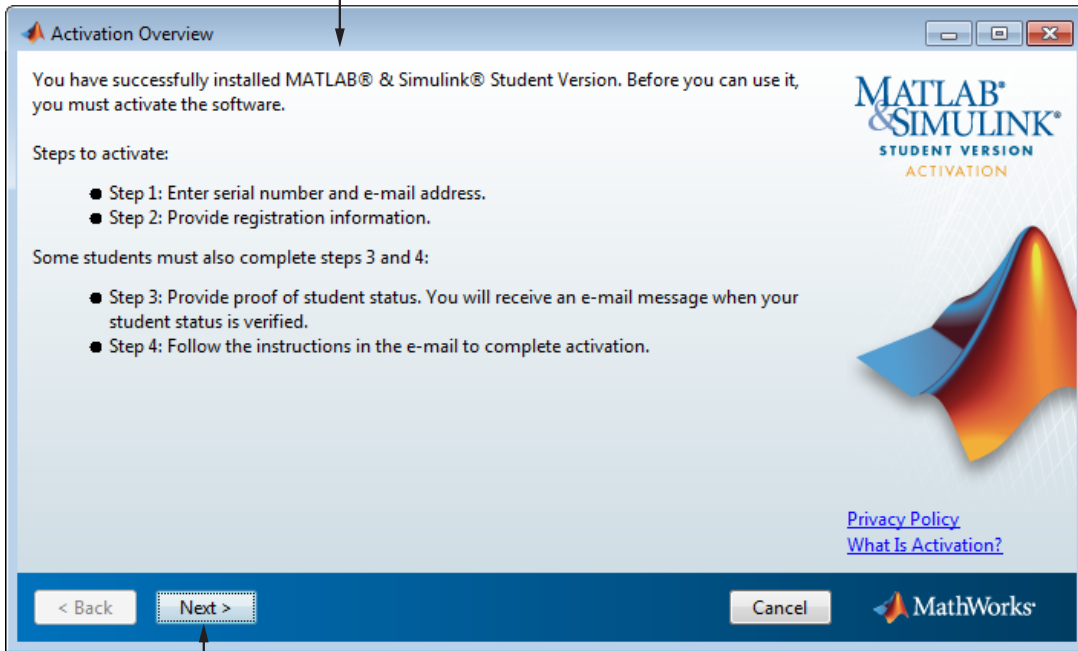 Activation Overview
You have successfully installed MATLAB® & Simulink® Student Version. Before you can use it,
you must activate the software.
Steps to activate:
● Step 1: Enter serial number and e-mail address.
● Step 2: Provide registration information.
Some students must also complete steps 3 and 4:
● Step 3: Provide proof of student status. You will receive an e-mail message when your
student status is verified.
● Step 4: Follow the instructions in the e-mail to complete activation.
MATLAB®
&SIMULINK®
STUDENT VERSION
ACTIVATION
Privacy Policy
What Is Activation?
< Back
Next >
Cancel
MathWorks®